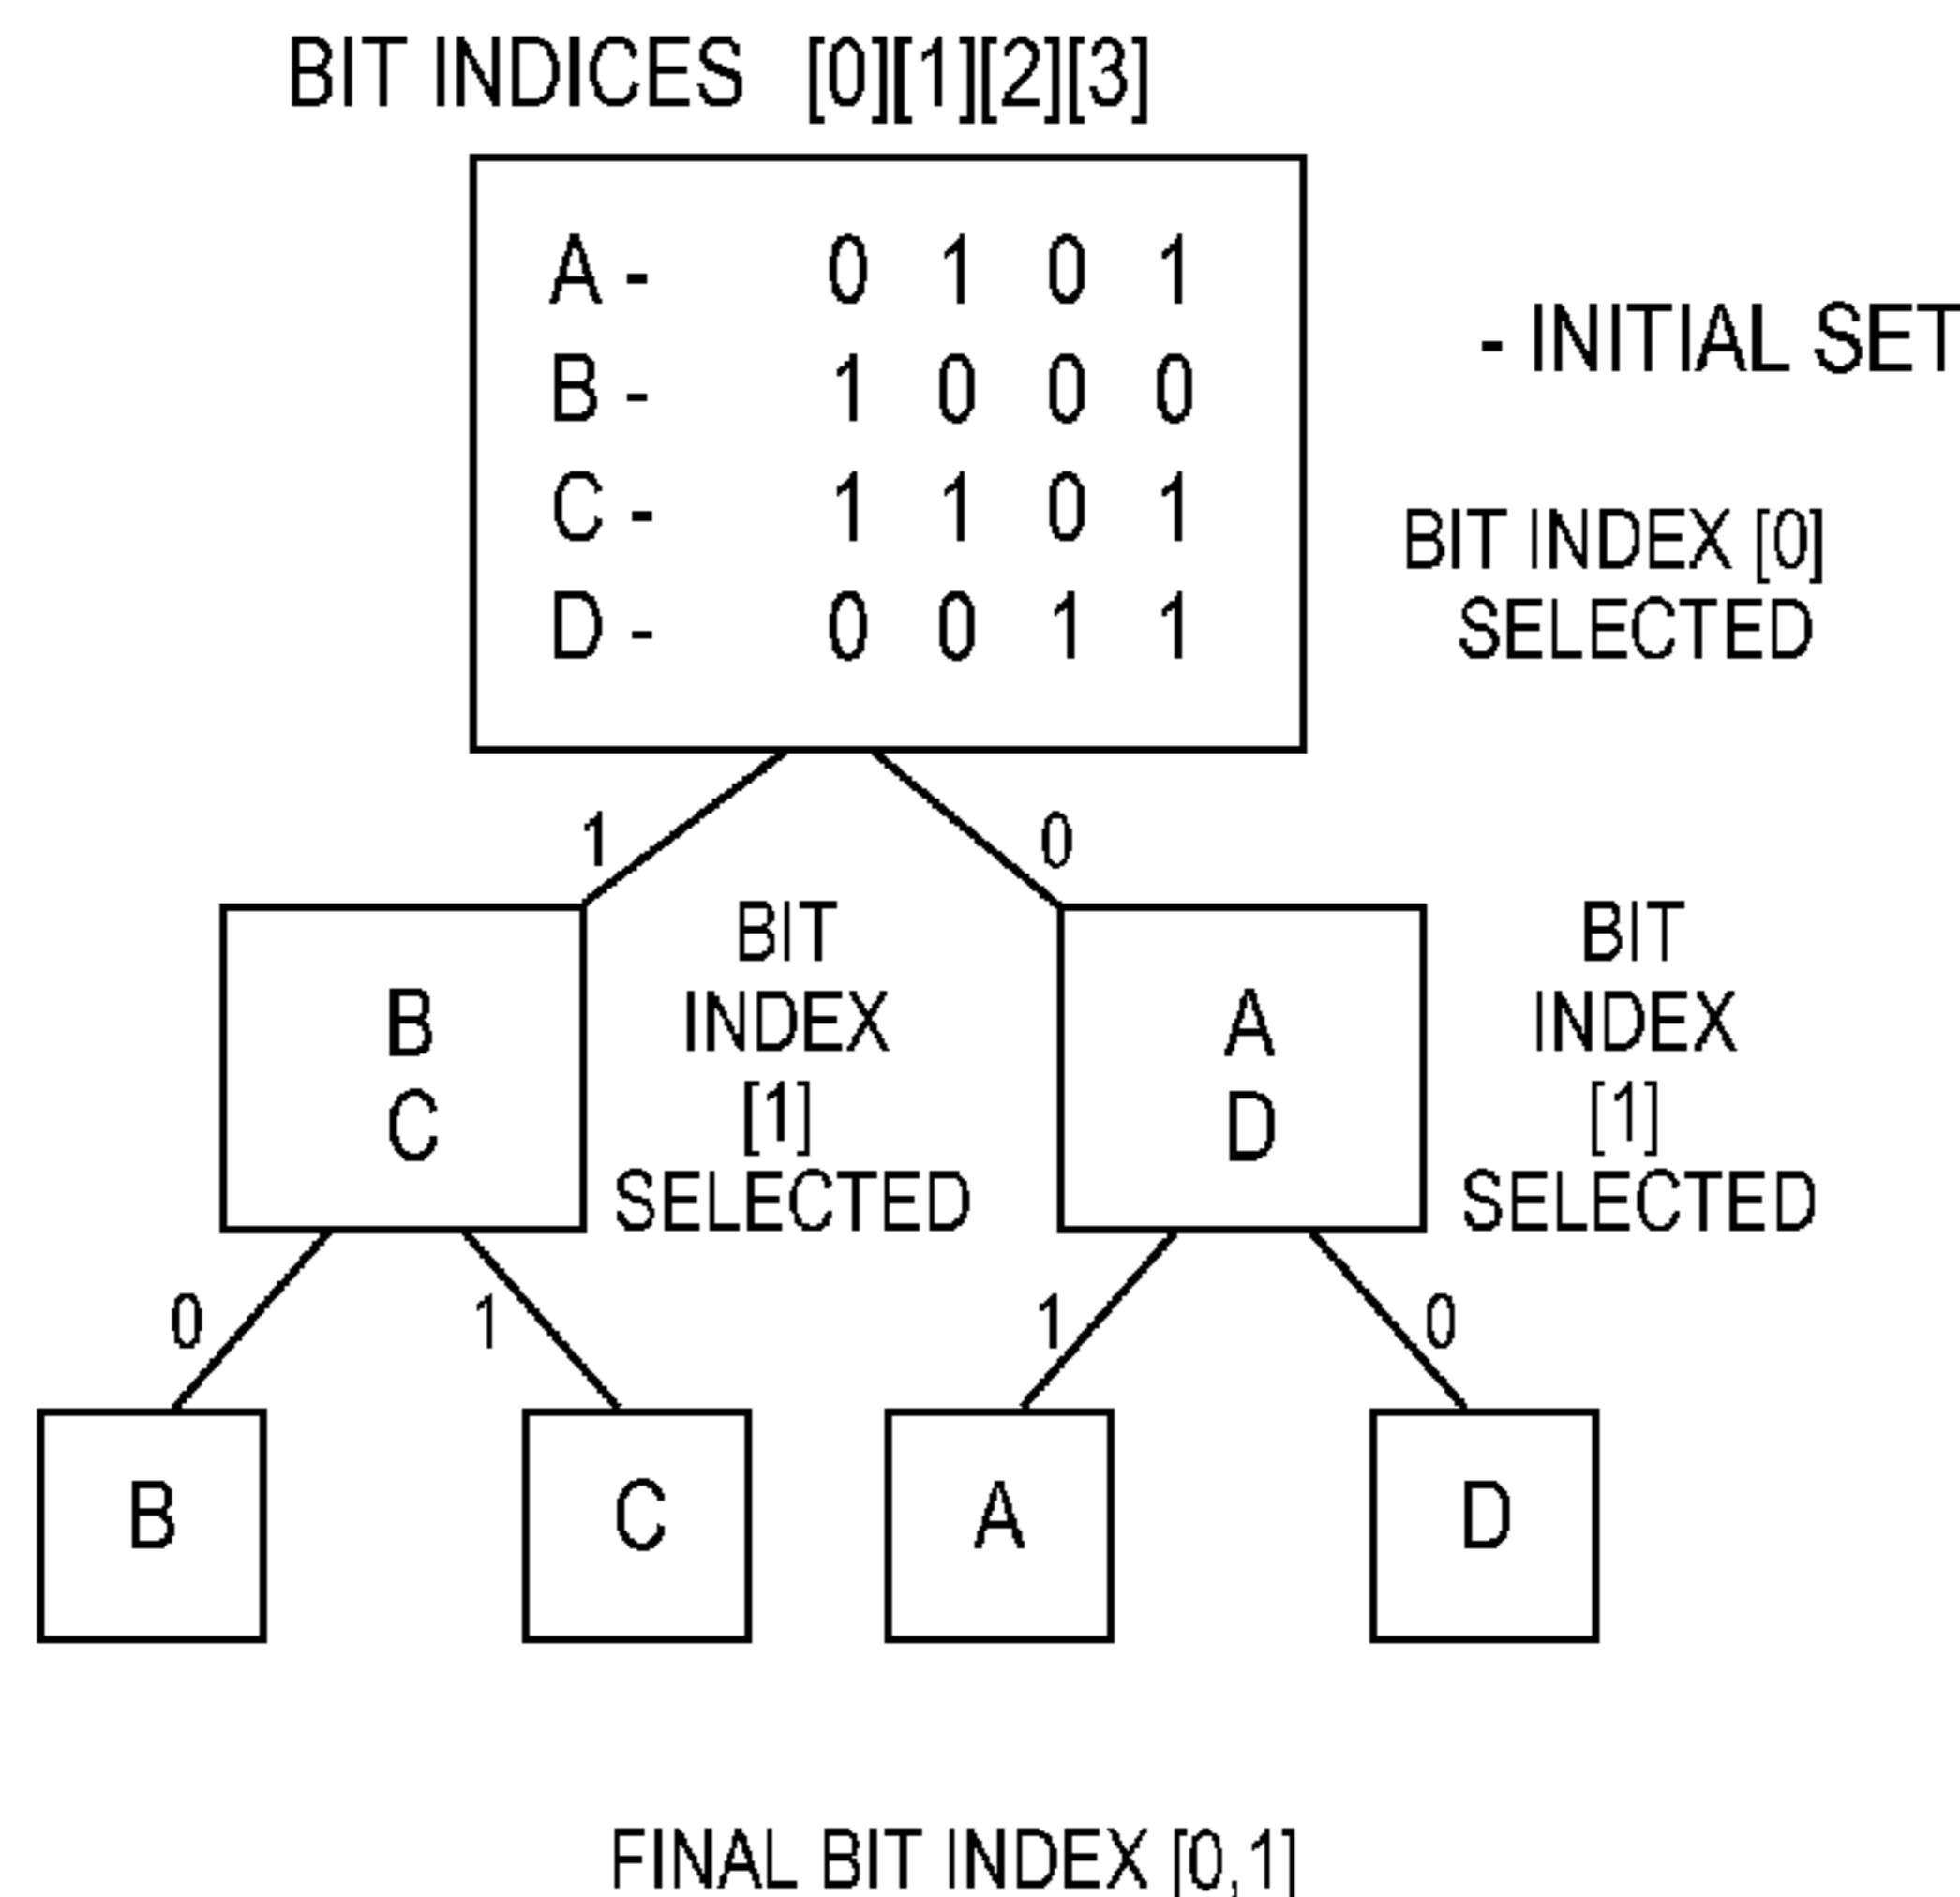 BIT INDICES [0][1][2][3]
A - 0 1 0 1
B - 1 0 0 0
C - 1 1 0 1
D - 0 0 1 1
- INITIAL SET
BIT INDEX [0]
SELECTED
1
0
B
C
BIT
INDEX
[1]
SELECTED
A
D
BIT
INDEX
[1]
SELECTED
0
1
1
0
B
C
A
D
FINAL BIT INDEX [0,1]